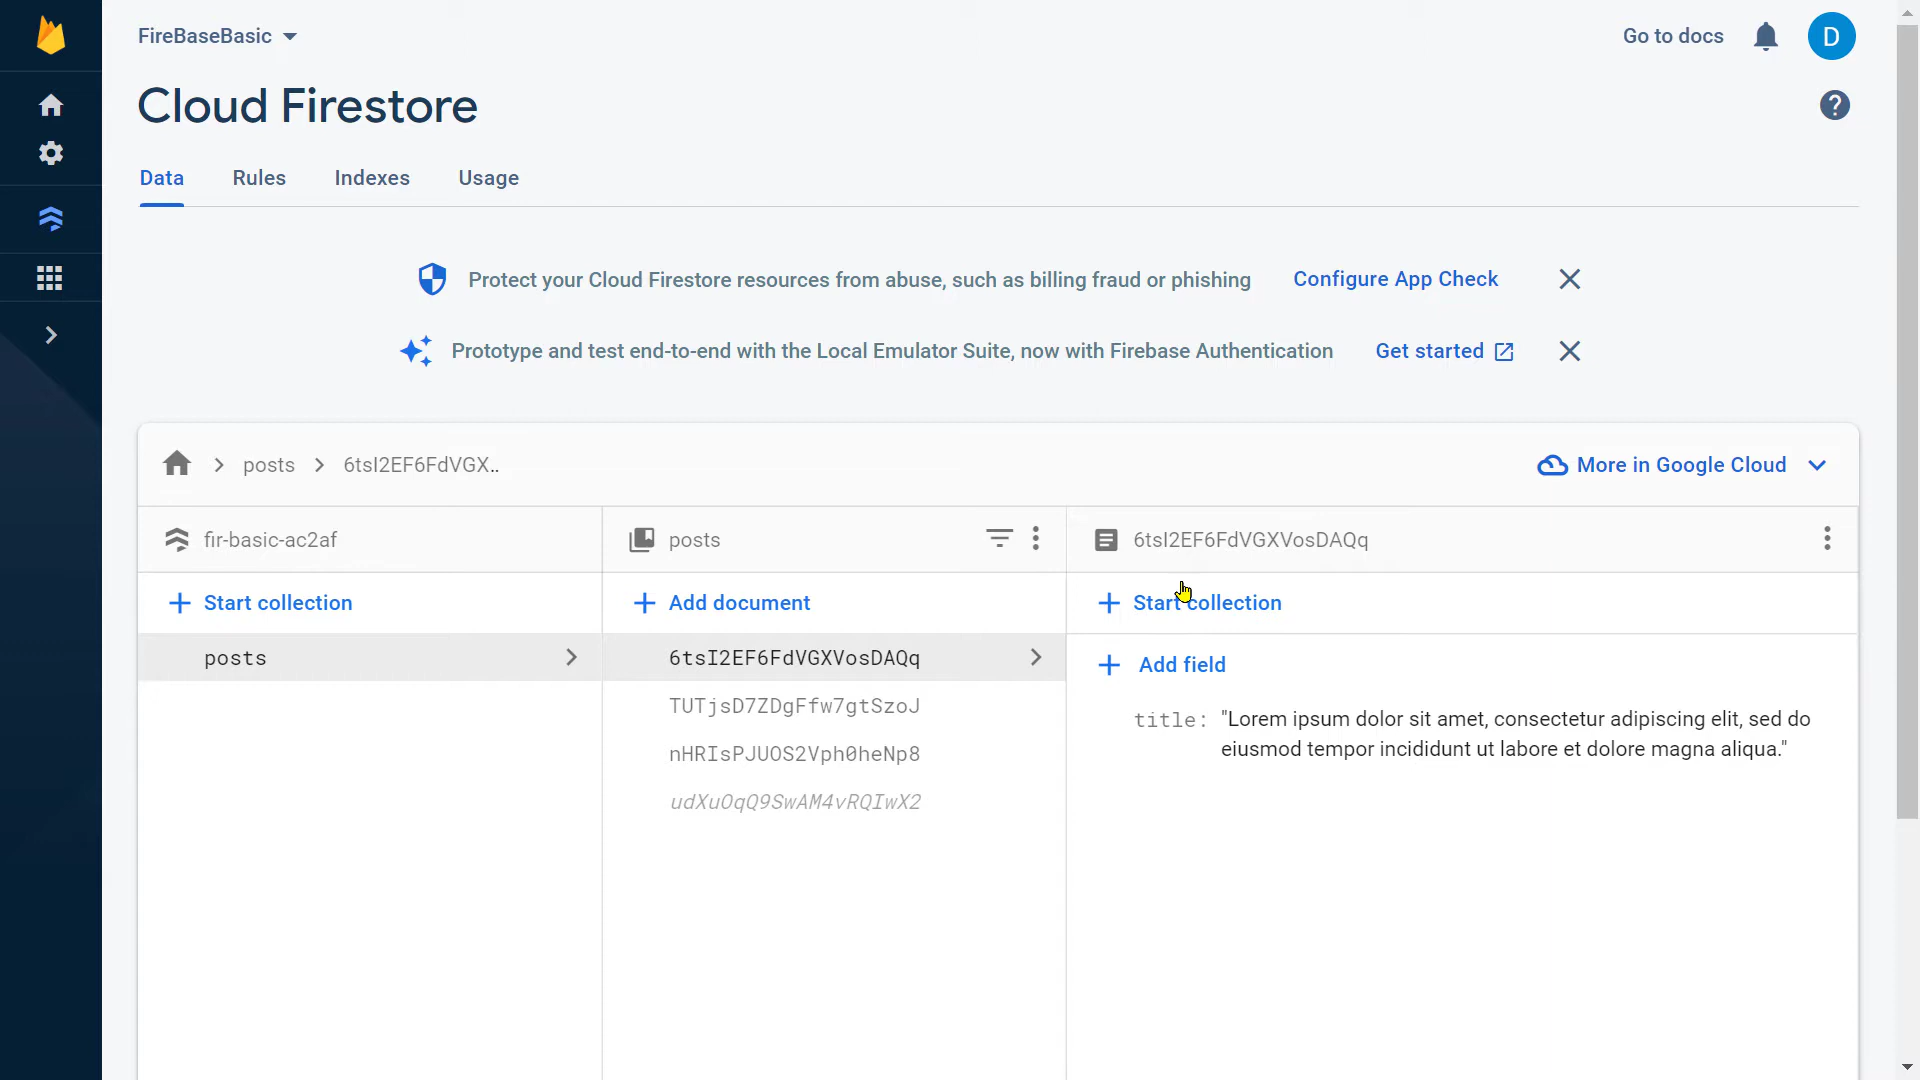 FireBaseBasic
Go to docs
D
Cloud Firestore
?
Data
Rules
Indexes
Usage
Protect your Cloud Firestore resources from abuse, such as billing fraud or phishing
Configure App Check
Prototype and test end-to-end with the Local Emulator Suite, now with Firebase Authentication
Get started
posts
6tsI2EF6FdVGX..
More in Google Cloud
fir-basic-ac2af
posts
6tsI2EF6FdVGXVosDAQq
Start collection
Add document
Start collection
posts
6tsI2EF6FdVGXVosDAQq
TUTjsD7ZDgFfw7gtSzoJ
nHRIsPJUOS2Vph0heNp8
udXuOqQ9SwAM4vRQIwX2
Add field
title: "Lorem ipsum dolor sit amet, consectetur adipiscing elit, sed do
eiusmod tempor incididunt ut labore et dolore magna aliqua."